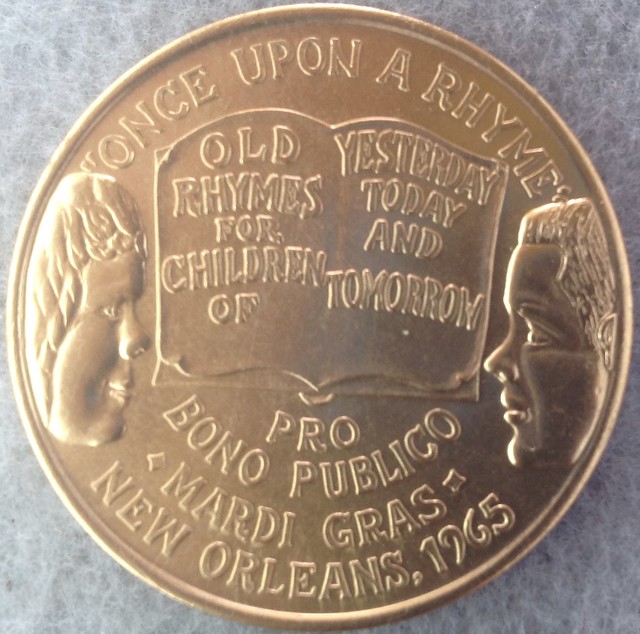 "ONCE UPON A RHYME"
OLD
RHYMES
FOR
CHILDREN
OF
YESTERDAY
TODAY
AND
TOMORROW
PRO
BONO PUBLICO
MARDI GRAS
NEW ORLEANS, 1965